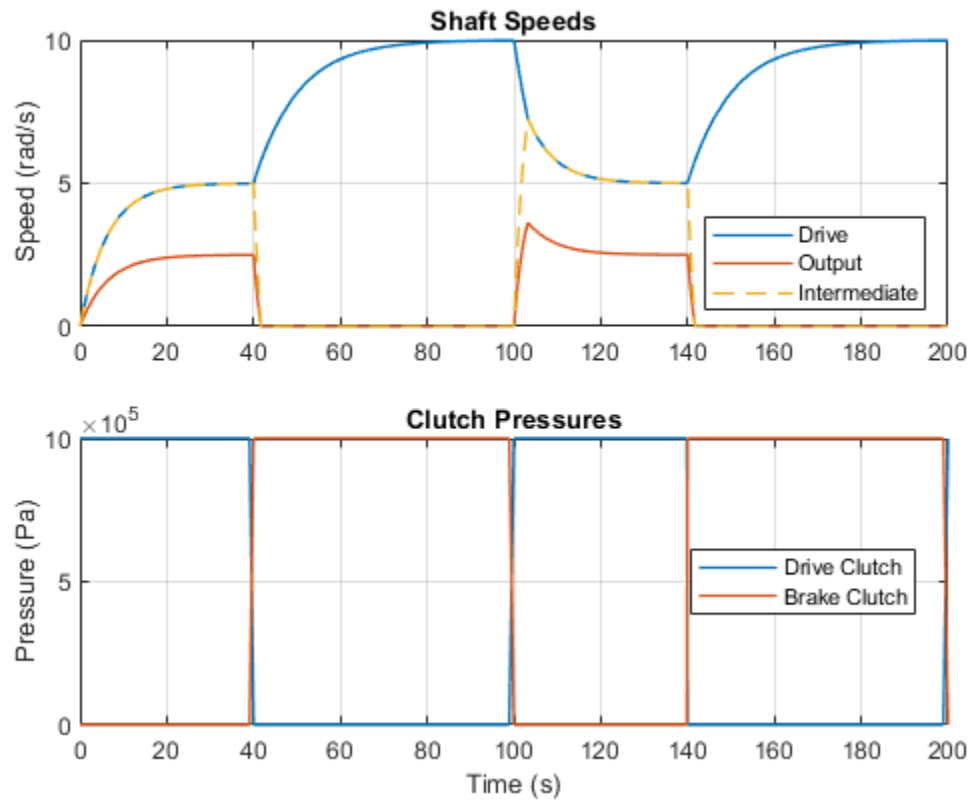 Shaft Speeds
10
5
0
Speed (rad/s)
Drive
Output
Intermediate
0 20 40 60 80 100 120 140 160 180 200
Clutch Pressures
×10⁵
10
5
0
Pressure (Pa)
Drive Clutch
Brake Clutch
0 20 40 60 80 100 120 140 160 180 200
Time (s)